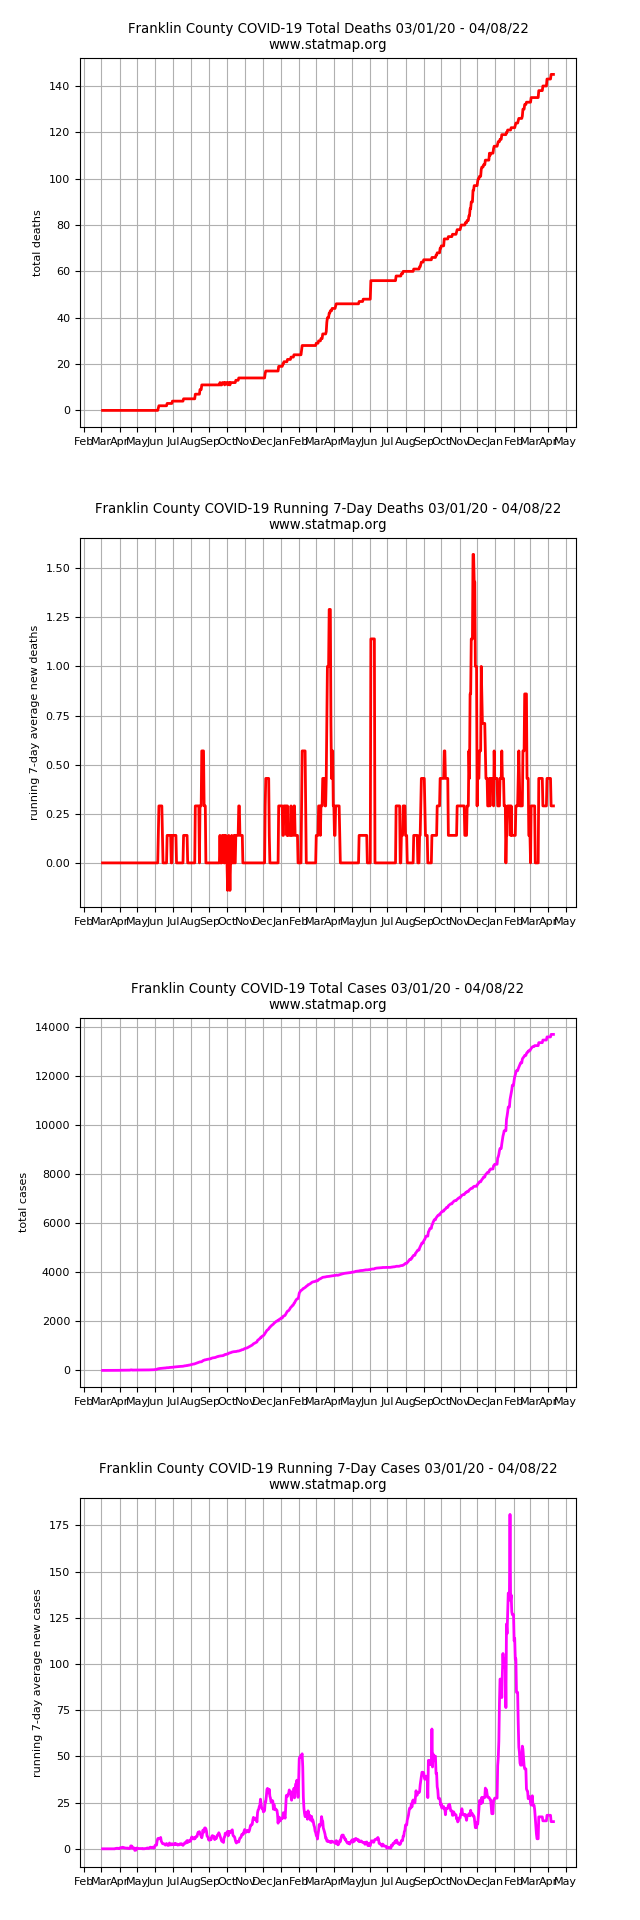 Franklin County COVID-19 Total Deaths 03/01/20 - 04/08/22
www.statmap.org
140
120
100
80
60
40
20
0
total deaths
Feb Mar Apr May Jun Jul Aug Sep Oct Nov Dec Jan Feb Mar Apr May Jun Jul Aug Sep Oct Nov Dec Jan Feb Mar Apr May
Franklin County COVID-19 Running 7-Day Deaths 03/01/20 - 04/08/22
www.statmap.org
1.50
1.25
1.00
0.75
0.50
0.25
0.00
running 7-day average new deaths
Feb Mar Apr May Jun Jul Aug Sep Oct Nov Dec Jan Feb Mar Apr May Jun Jul Aug Sep Oct Nov Dec Jan Feb Mar Apr May
Franklin County COVID-19 Total Cases 03/01/20 - 04/08/22
www.statmap.org
14000
12000
10000
8000
6000
4000
2000
0
total cases
Feb Mar Apr May Jun Jul Aug Sep Oct Nov Dec Jan Feb Mar Apr May Jun Jul Aug Sep Oct Nov Dec Jan Feb Mar Apr May
Franklin County COVID-19 Running 7-Day Cases 03/01/20 - 04/08/22
www.statmap.org
175
150
125
100
75
50
25
0
running 7-day average new cases
Feb Mar Apr May Jun Jul Aug Sep Oct Nov Dec Jan Feb Mar Apr May Jun Jul Aug Sep Oct Nov Dec Jan Feb Mar Apr May